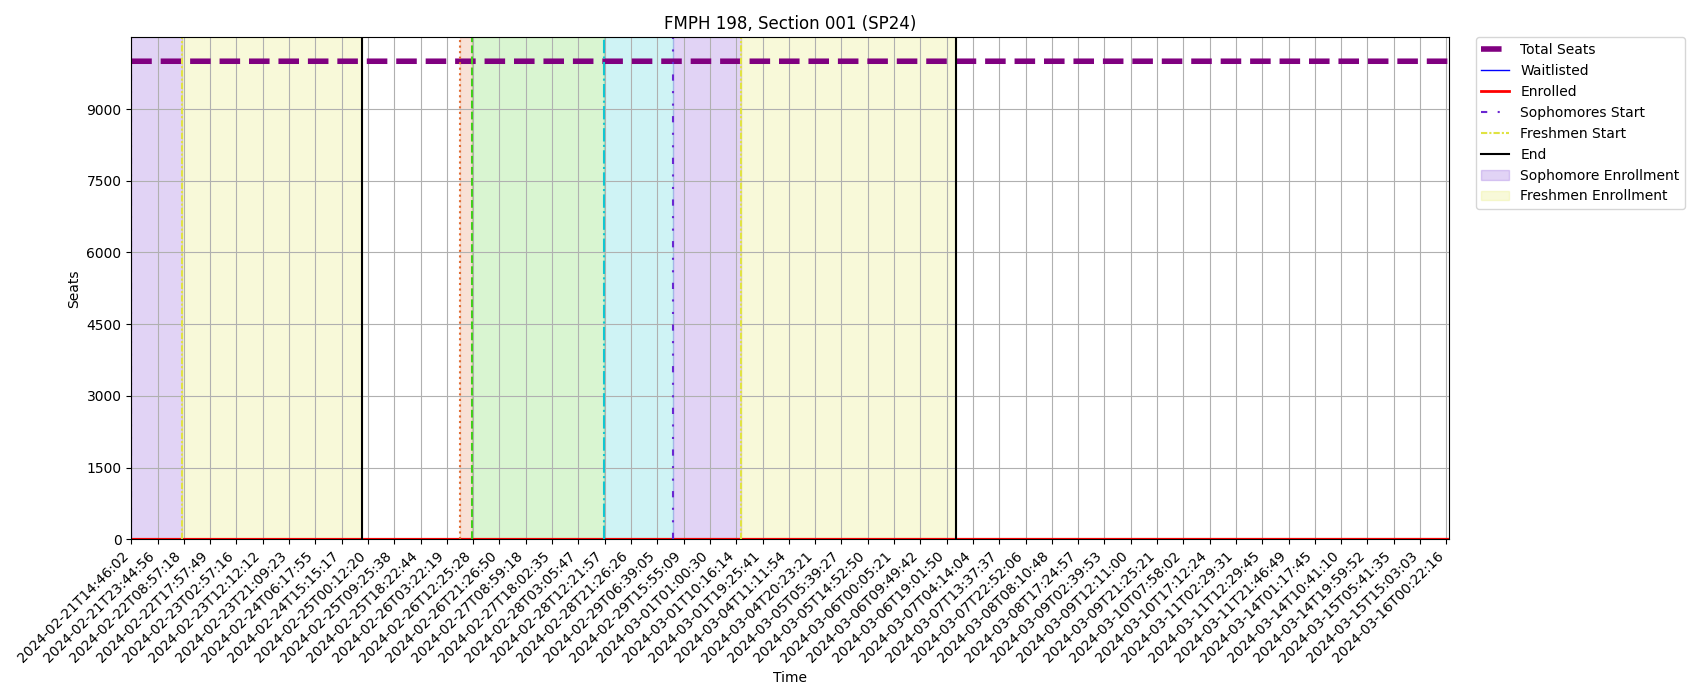 FMPH 198, Section 001 (SP24)
Total Seats
Waitlisted
Enrolled
Sophomores Start
Freshmen Start
End
Sophomore Enrollment
Freshmen Enrollment
Seats
9000
7500
6000
4500
3000
1500
0
2024-02-21T14:46:02
2024-02-21T23:44:56
2024-02-22T08:57:18
2024-02-22T17:57:49
2024-02-23T02:57:16
2024-02-23T12:12:12
2024-02-23T21:09:23
2024-02-24T06:17:55
2024-02-24T15:15:17
2024-02-25T00:12:20
2024-02-25T09:25:38
2024-02-25T18:22:44
2024-02-26T03:22:19
2024-02-26T12:25:28
2024-02-26T21:26:50
2024-02-27T08:59:18
2024-02-27T18:02:35
2024-02-28T03:05:47
2024-02-28T12:21:57
2024-02-28T21:26:26
2024-02-29T06:39:05
2024-02-29T15:55:09
2024-03-01T01:00:30
2024-03-01T10:16:14
2024-03-01T19:25:41
2024-03-04T11:11:54
2024-03-04T20:23:21
2024-03-05T05:39:27
2024-03-05T14:52:50
2024-03-06T00:05:21
2024-03-06T09:49:42
2024-03-06T19:01:50
2024-03-07T04:14:04
2024-03-07T13:37:37
2024-03-07T22:52:06
2024-03-08T08:10:48
2024-03-08T17:24:57
2024-03-09T02:39:53
2024-03-09T12:11:00
2024-03-09T21:25:21
2024-03-10T07:58:02
2024-03-10T17:12:24
2024-03-11T02:29:31
2024-03-11T12:29:45
2024-03-11T21:46:49
2024-03-14T01:17:45
2024-03-14T10:41:10
2024-03-14T19:59:52
2024-03-15T05:41:35
2024-03-15T15:03:03
2024-03-16T00:22:16
Time